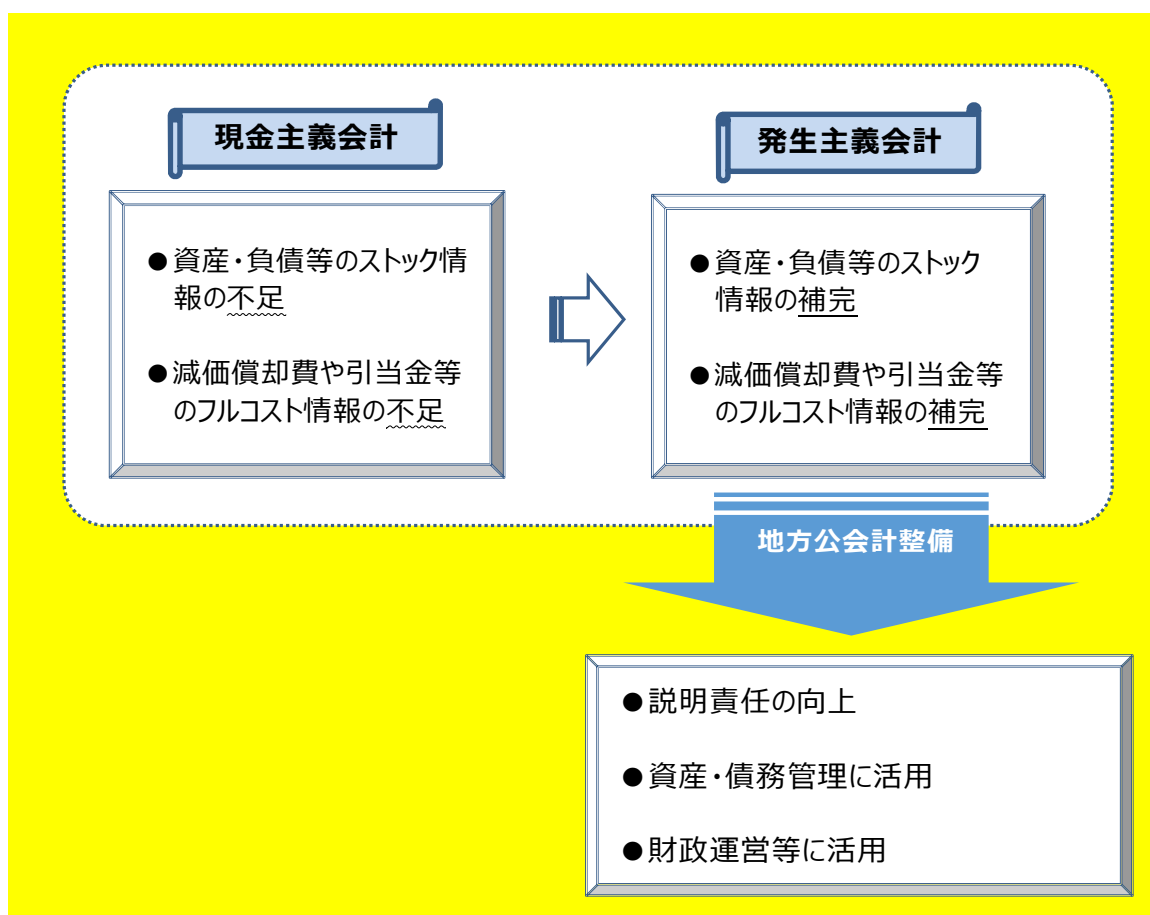 現金主義会計
●資産・負債等のストック情
報の不足
●減価償却費や引当金等
のフルコスト情報の不足
発生主義会計
●資産・負債等のストック
情報の補完
●減価償却費や引当金等
のフルコスト情報の補完
地方公会計整備
●説明責任の向上
●資産・債務管理に活用
●財政運営等に活用